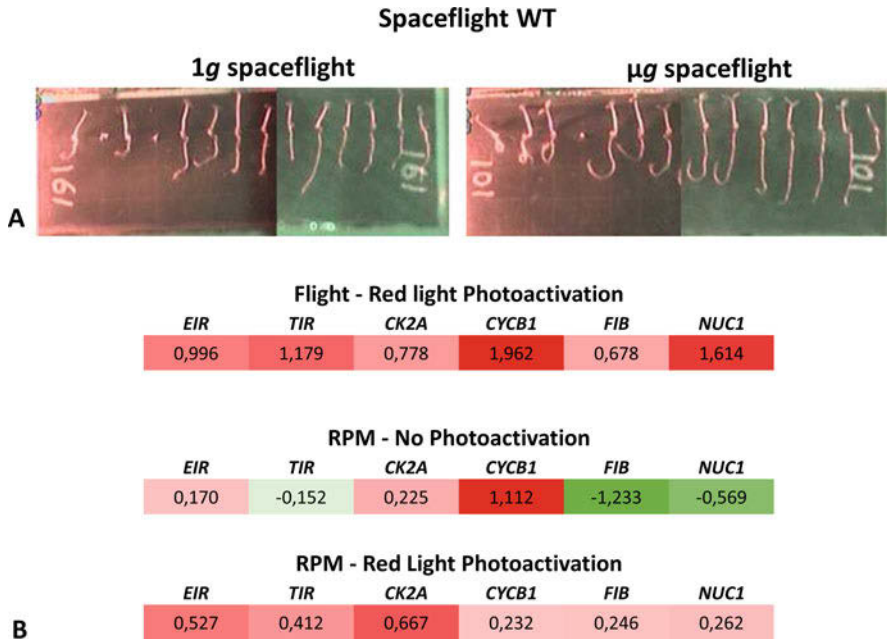 Spaceflight WT
1g spaceflight
µg spaceflight
161
161
101
101
A
Flight - Red light Photoactivation
EIR TIR CK2A CYCB1 FIB NUC1
0,996 1,179 0,778 1,962 0,678 1,614
RPM - No Photoactivation
EIR TIR CK2A CYCB1 FIB NUC1
0,170 -0,152 0,225 1,112 -1,233 -0,569
RPM - Red Light Photoactivation
EIR TIR CK2A CYCB1 FIB NUC1
B
0,527 0,412 0,667 0,232 0,246 0,262